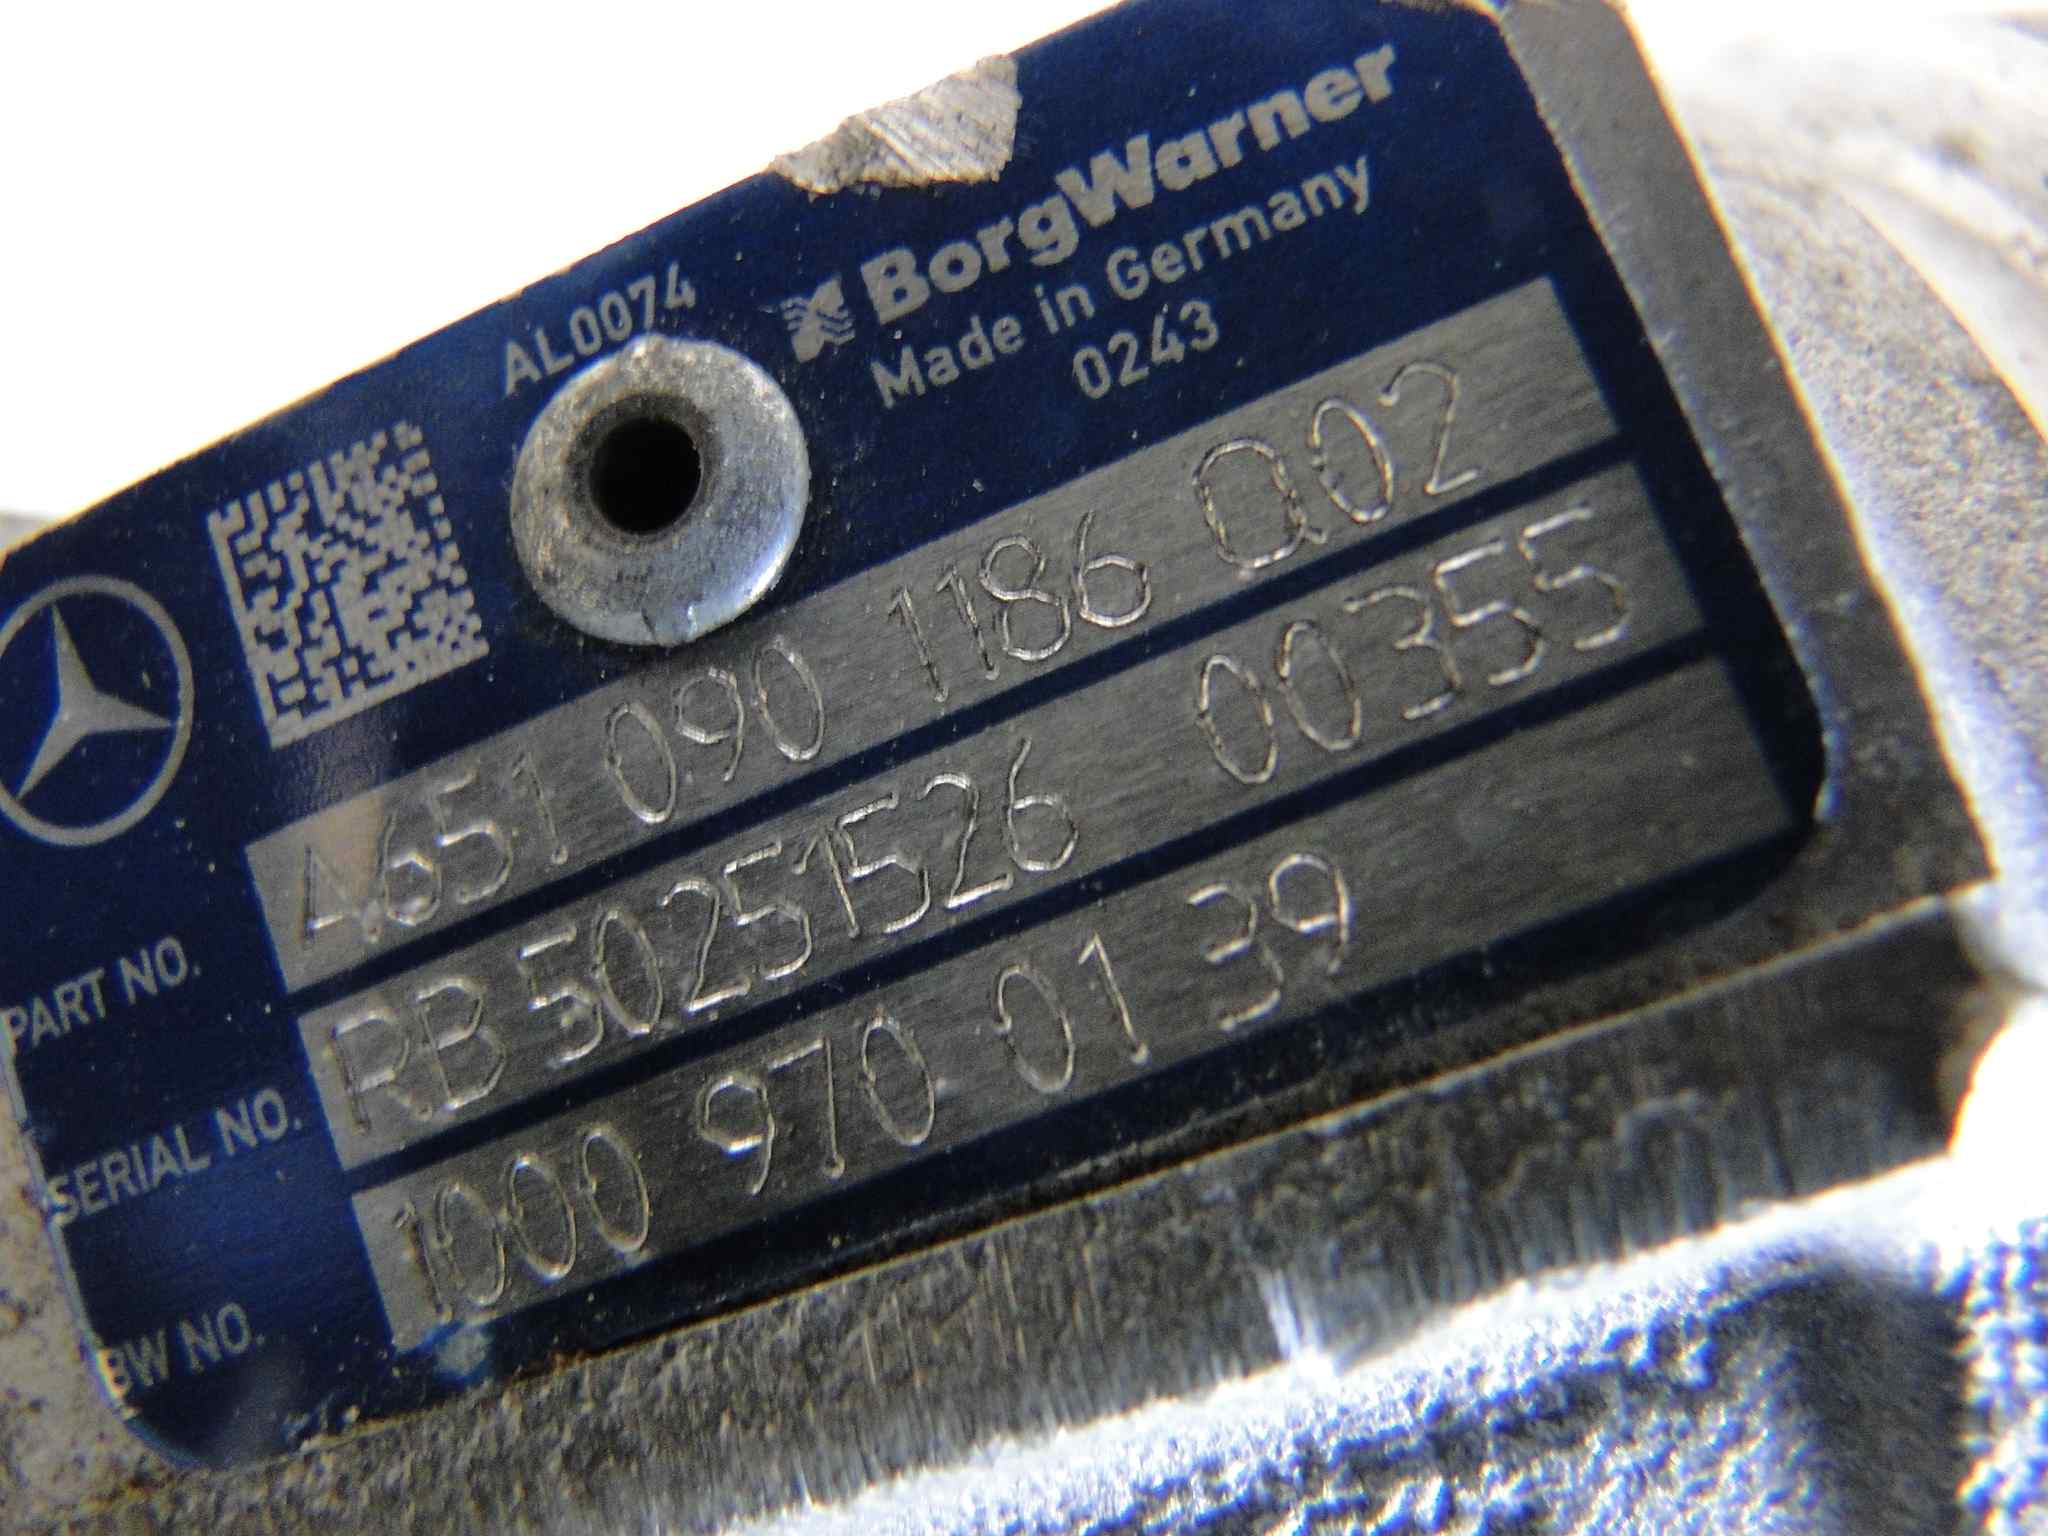 AL0074
BorgWarner
Made in Germany
0243
PART NO. A651 090 1186 Q02
SERIAL NO. RB 50251526 00355
BW NO. 1000 970 01 39